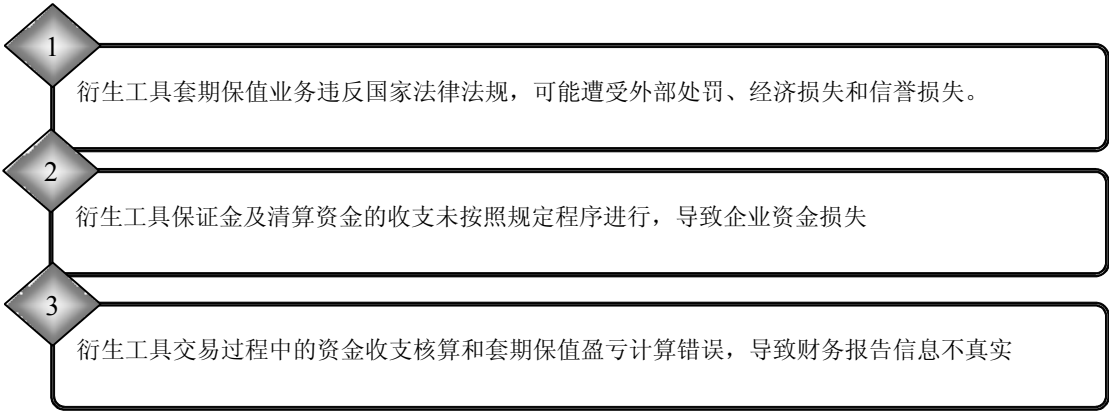 1
衍生工具套期保值业务违反国家法律法规，可能遭受外部处罚、经济损失和信誉损失。
2
衍生工具保证金及清算资金的收支未按照规定程序进行，导致企业资金损失
3
衍生工具交易过程中的资金收支核算和套期保值盈亏计算错误，导致财务报告信息不真实